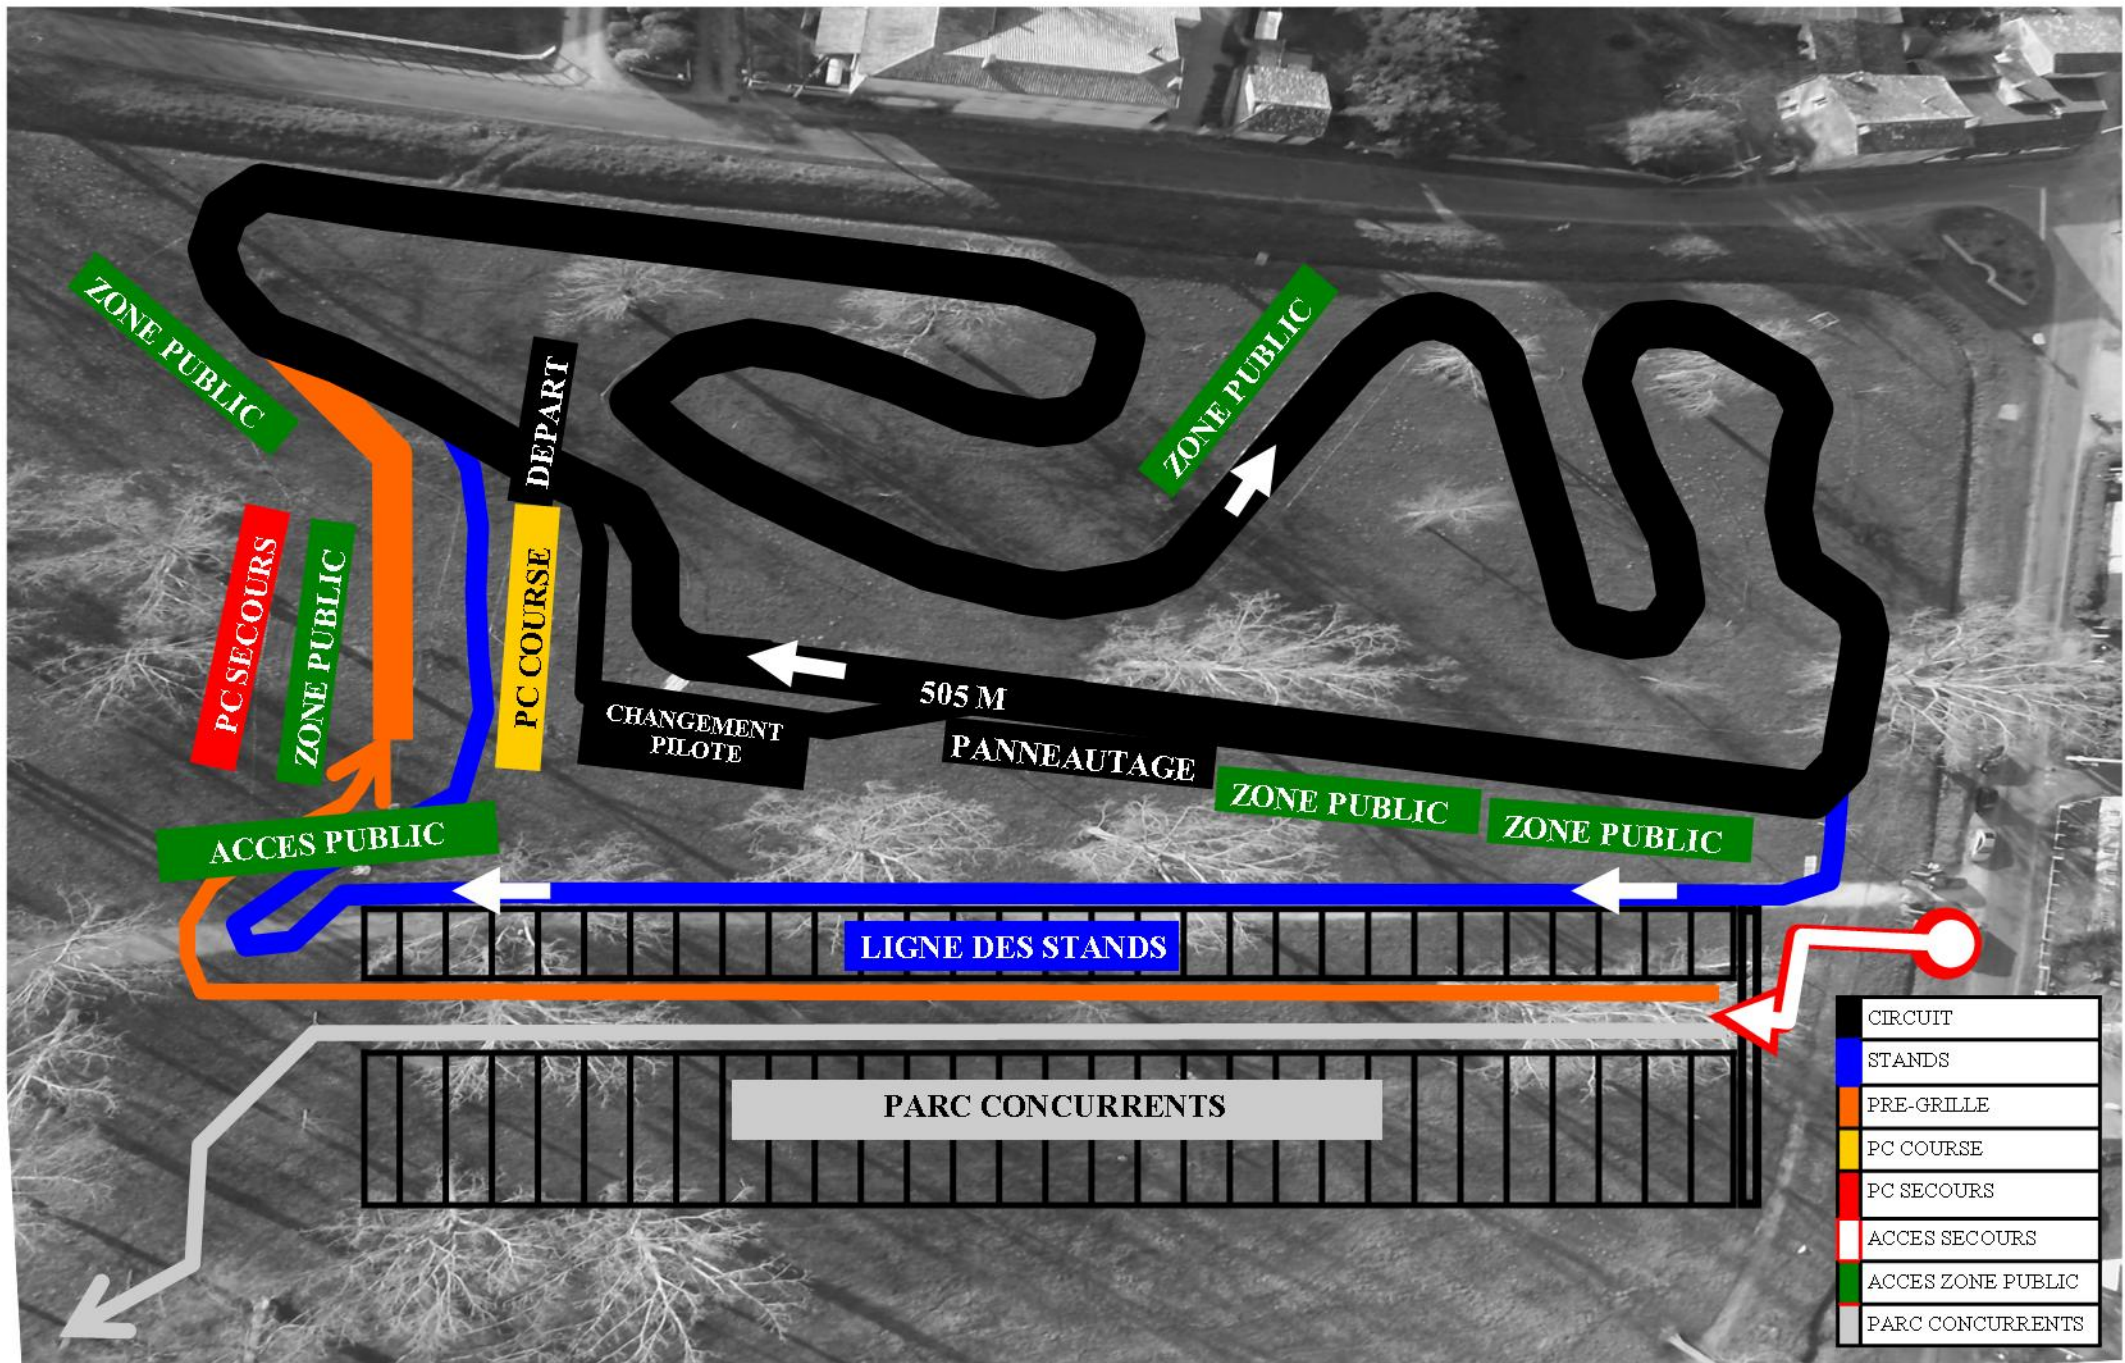 ZONE PUBLIC
DEPART
ZONE PUBLIC
PC SECOURS
ZONE PUBLIC
PC COURSE
CHANGEMENT
PILOTE
505 M
PANNEAUTAGE
ZONE PUBLIC
ZONE PUBLIC
ACCES PUBLIC
LIGNE DES STANDS
PARC CONCURRENTS
CIRCUIT
STANDS
PRE-GRILLE
PC COURSE
PC SECOURS
ACCES SECOURS
ACCES ZONE PUBLIC
PARC CONCURRENTS